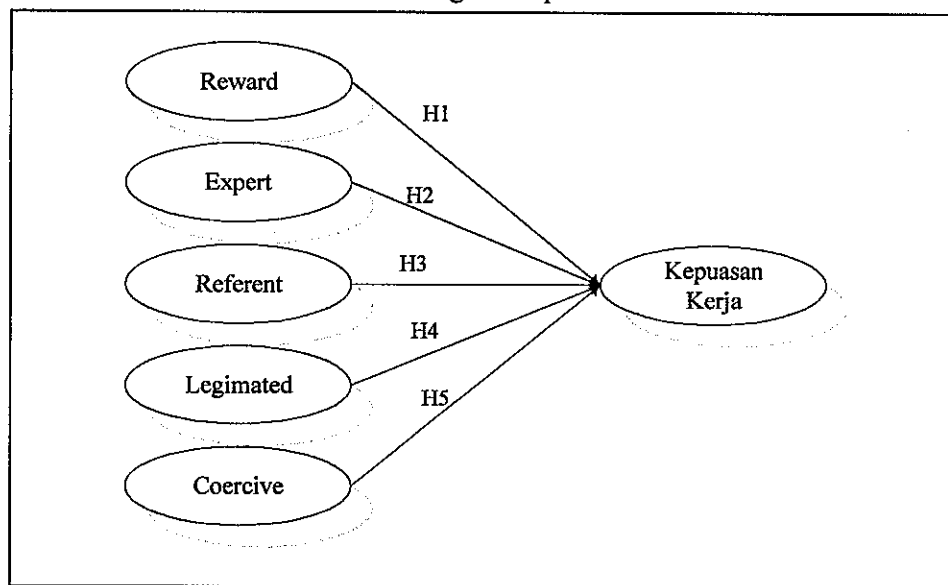 Reward
H1
Expert
H2
Referent
H3
Kepuasan
Kerja
Legimated
H4
H5
Coercive